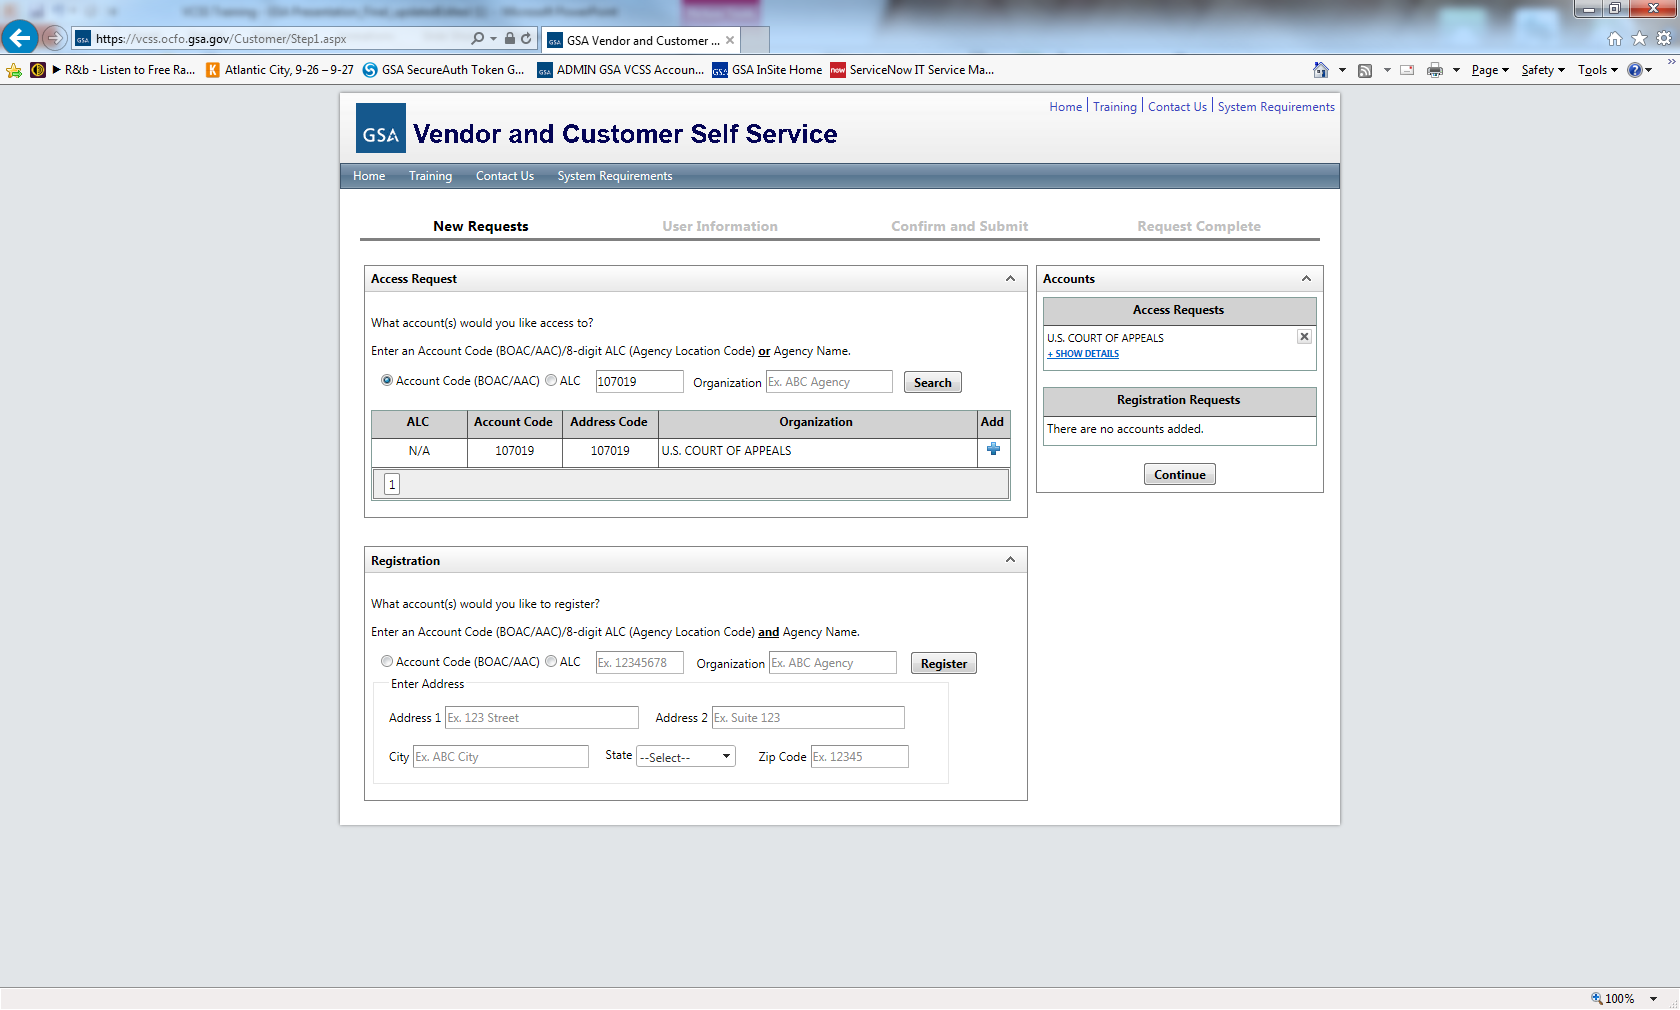 VCSS Training - GSA Presentation_Final_updatedEdited (2) - Microsoft PowerPoint
https://vcss.ocfo.gsa.gov/Customer/Step1.aspx
GSA Vendor and Customer ...
R&b - Listen to Free Ra...
Atlantic City, 9-26 – 9-27
GSA SecureAuth Token G...
ADMIN GSA VCSS Accoun...
GSA InSite Home
ServiceNow IT Service Ma...
Page
Safety
Tools
Home
Training
Contact Us
System Requirements
GSA
Vendor and Customer Self Service
Home
Training
Contact Us
System Requirements
New Requests
User Information
Confirm and Submit
Request Complete
Access Request
What account(s) would you like access to?
Enter an Account Code (BOAC/AAC)/8-digit ALC (Agency Location Code) or Agency Name.
Account Code (BOAC/AAC) ALC 107019 Organization Ex. ABC Agency Search
ALC Account Code Address Code Organization Add
N/A 107019 107019 U.S. COURT OF APPEALS
1
Accounts
Access Requests
U.S. COURT OF APPEALS
+ SHOW DETAILS
Registration Requests
There are no accounts added.
Continue
Registration
What account(s) would you like to register?
Enter an Account Code (BOAC/AAC)/8-digit ALC (Agency Location Code) and Agency Name.
Account Code (BOAC/AAC) ALC Ex. 12345678 Organization Ex. ABC Agency Register
Enter Address
Address 1 Ex. 123 Street Address 2 Ex. Suite 123
City Ex. ABC City State --Select-- Zip Code Ex. 12345
100%